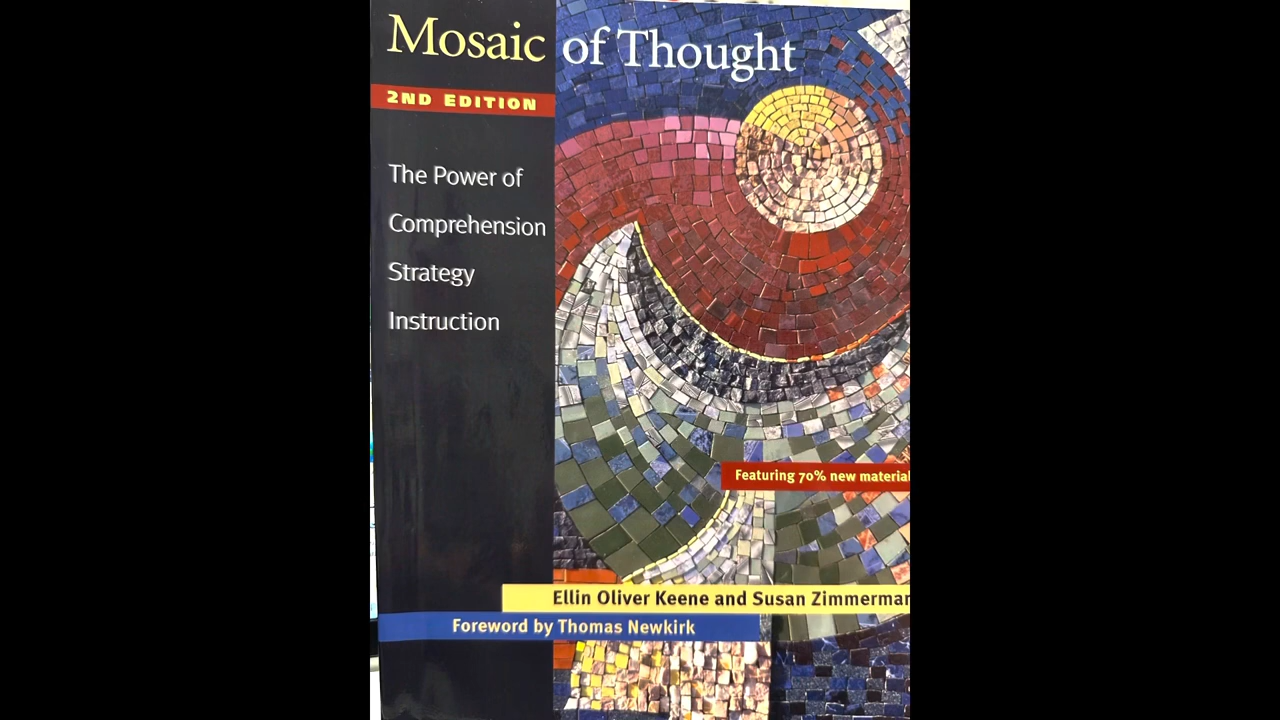 Mosaic of Thought
2ND EDITION
The Power of
Comprehension
Strategy
Instruction
Featuring 70% new material
Ellin Oliver Keene and Susan Zimmerman
Foreword by Thomas Newkirk